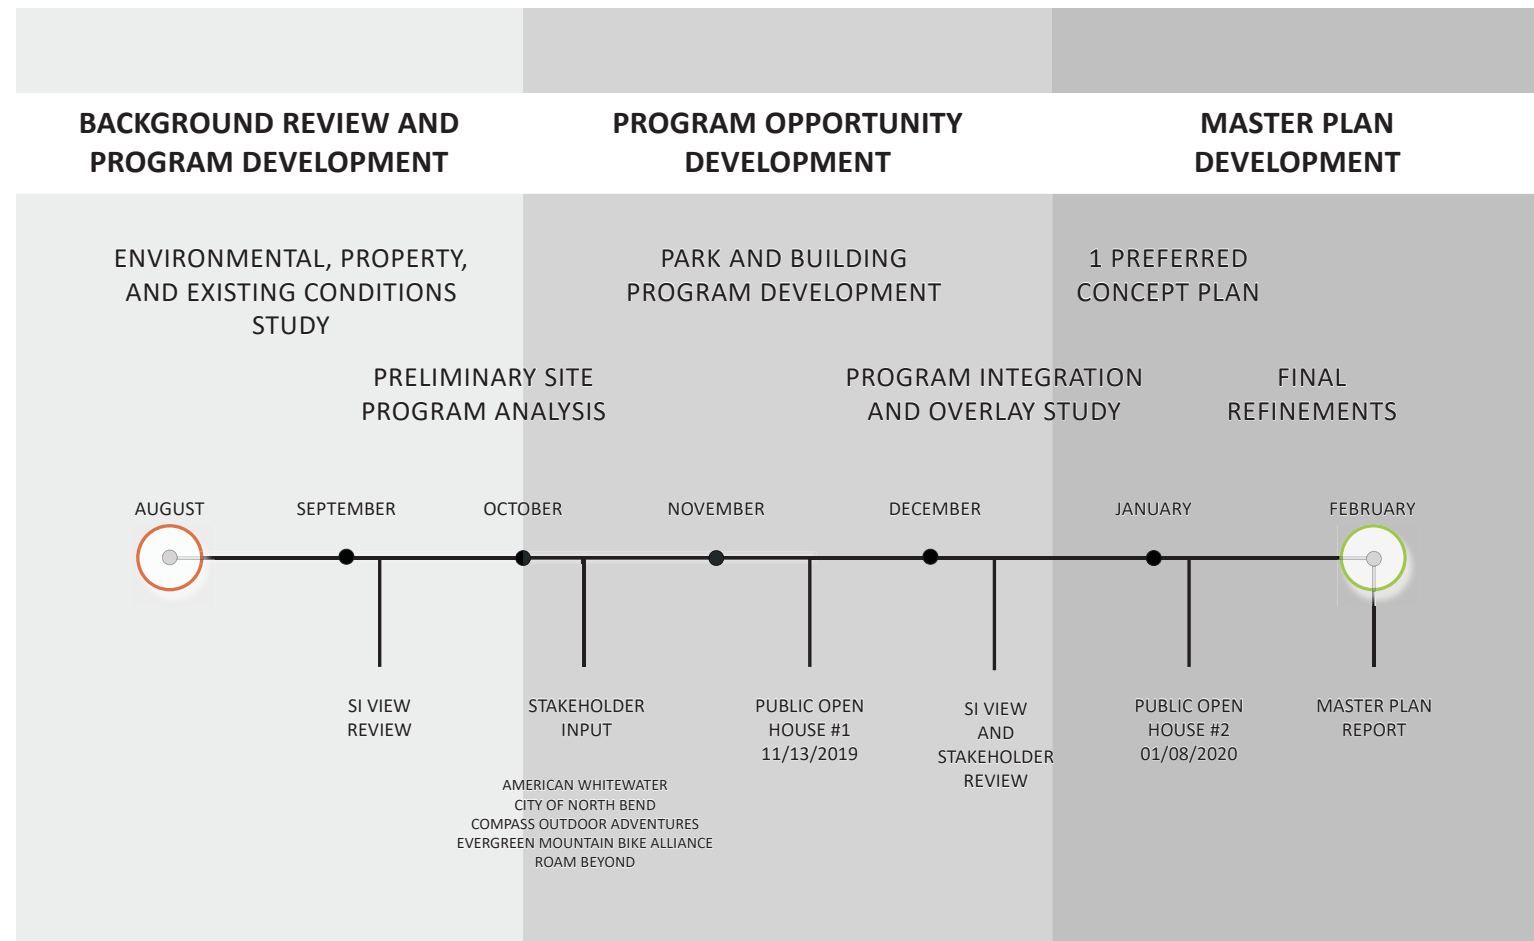 BACKGROUND REVIEW AND
PROGRAM DEVELOPMENT
PROGRAM OPPORTUNITY
DEVELOPMENT
MASTER PLAN
DEVELOPMENT
ENVIRONMENTAL, PROPERTY,
AND EXISTING CONDITIONS
STUDY
PARK AND BUILDING
PROGRAM DEVELOPMENT
1 PREFERRED
CONCEPT PLAN
PRELIMINARY SITE
PROGRAM ANALYSIS
PROGRAM INTEGRATION
AND OVERLAY STUDY
FINAL
REFINEMENTS
AUGUST
SEPTEMBER
OCTOBER
NOVEMBER
DECEMBER
JANUARY
FEBRUARY
SI VIEW
REVIEW
STAKEHOLDER
INPUT
AMERICAN WHITEWATER
CITY OF NORTH BEND
COMPASS OUTDOOR ADVENTURES
EVERGREEN MOUNTAIN BIKE ALLIANCE
ROAM BEYOND
PUBLIC OPEN
HOUSE #1
11/13/2019
SI VIEW
AND
STAKEHOLDER
REVIEW
PUBLIC OPEN
HOUSE #2
01/08/2020
MASTER PLAN
REPORT